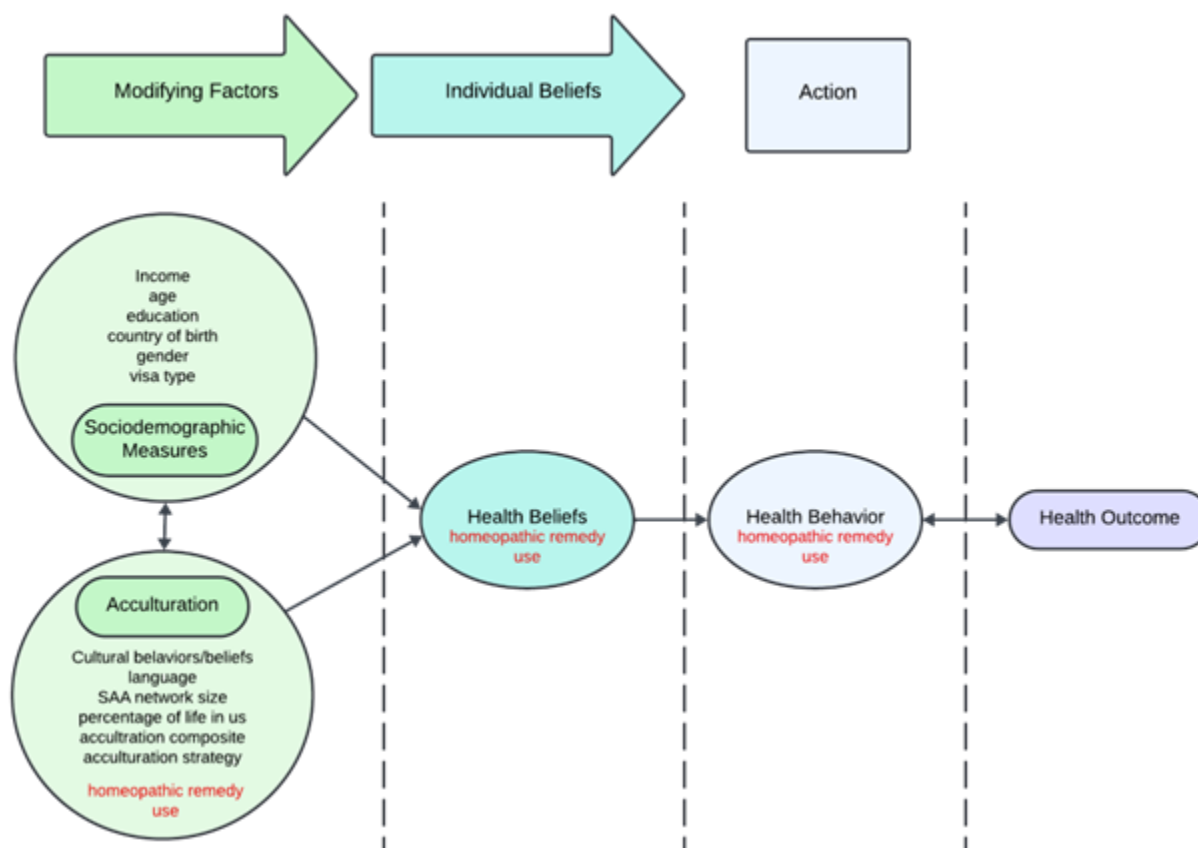 Modifying Factors
Individual Beliefs
Action
Income
age
education
country of birth
gender
visa type
Sociodemographic
Measures
Health Beliefs
homeopathic remedy
use
Health Behavior
homeopathic remedy
use
Health Outcome
Acculturation
Cultural belaviors/beliefs
language
SAA network size
percentage of life in us
accultration composite
acculturation strategy
homeopathic remedy
use